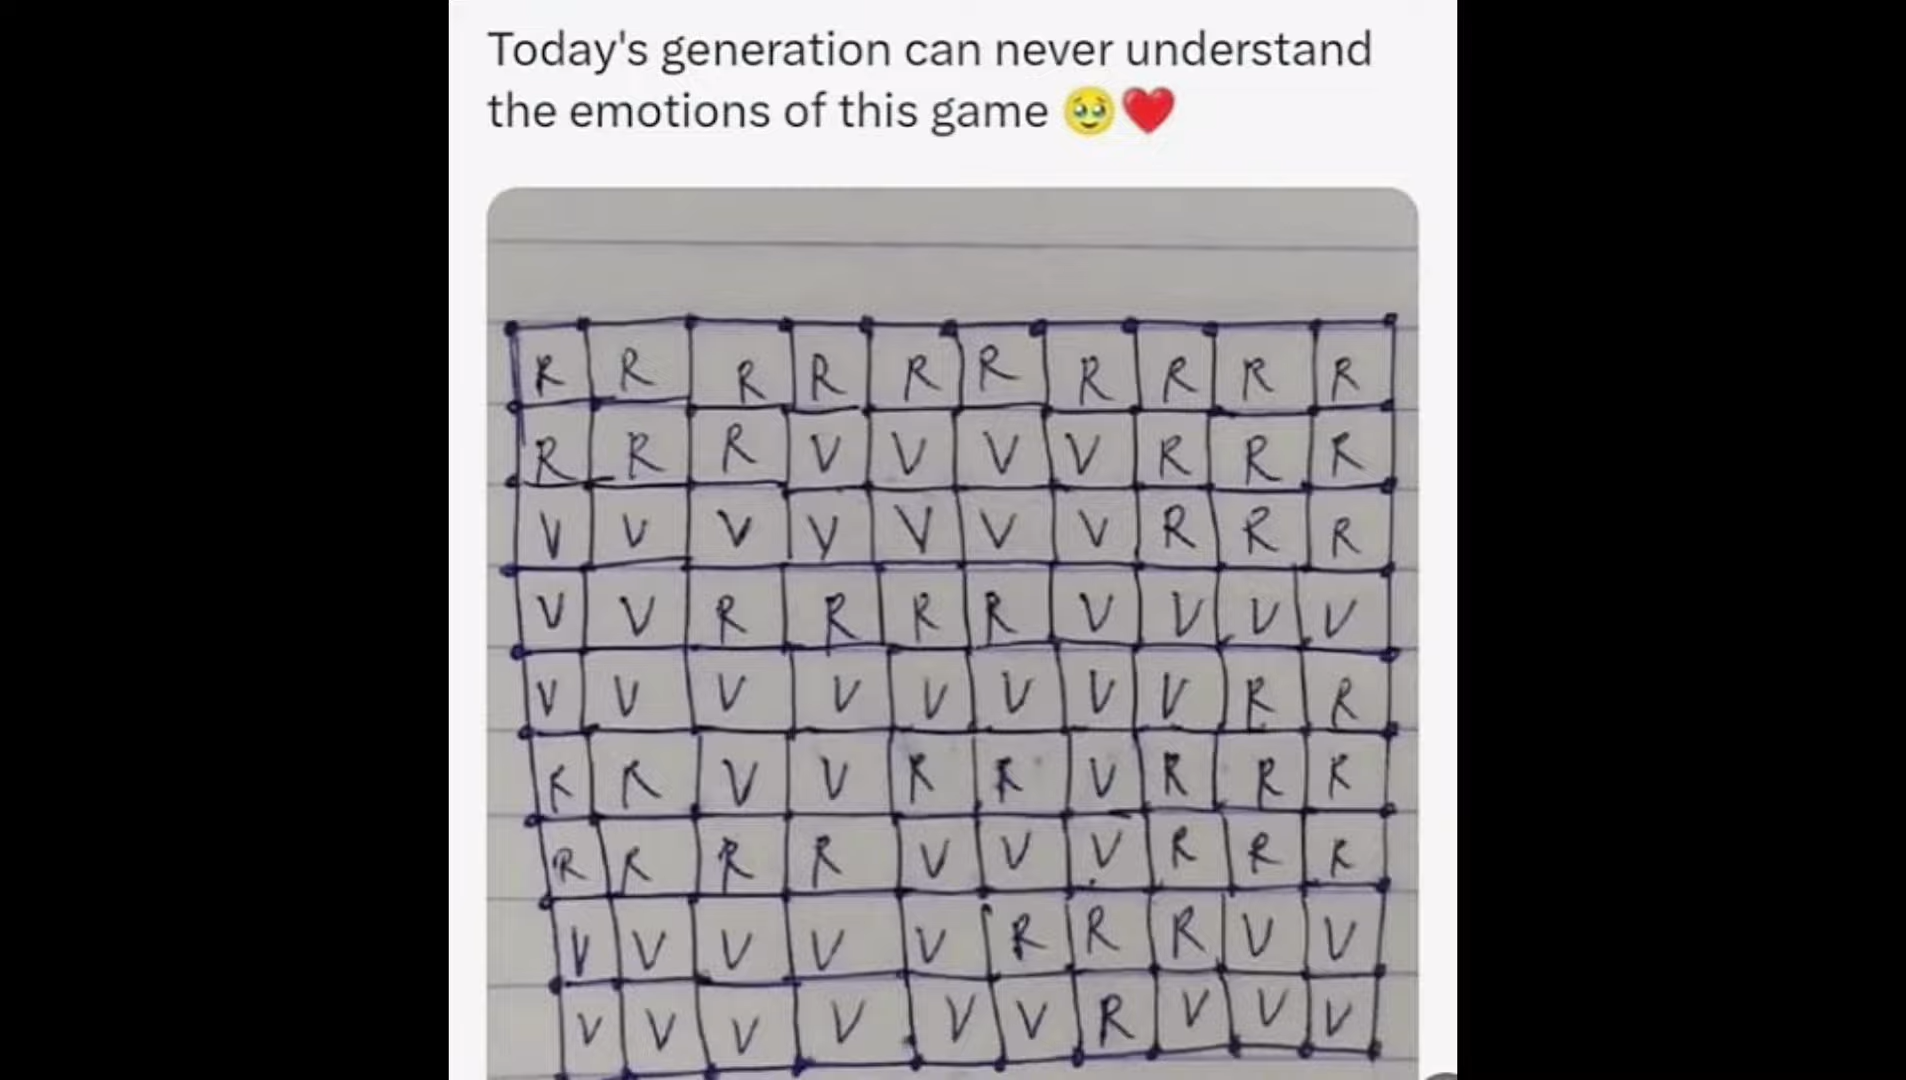 Today's generation can never understand
the emotions of this game 🥹❤️
R R R R R R R R R R
R R R V V V V R R R
V V V V V V V R R R
V V R R R R V V V V
V V V V V V V V R R
R R V V R R V R R R
R R R R V V V R R R
V V V V V R R R V V
V V V V V V R V V V